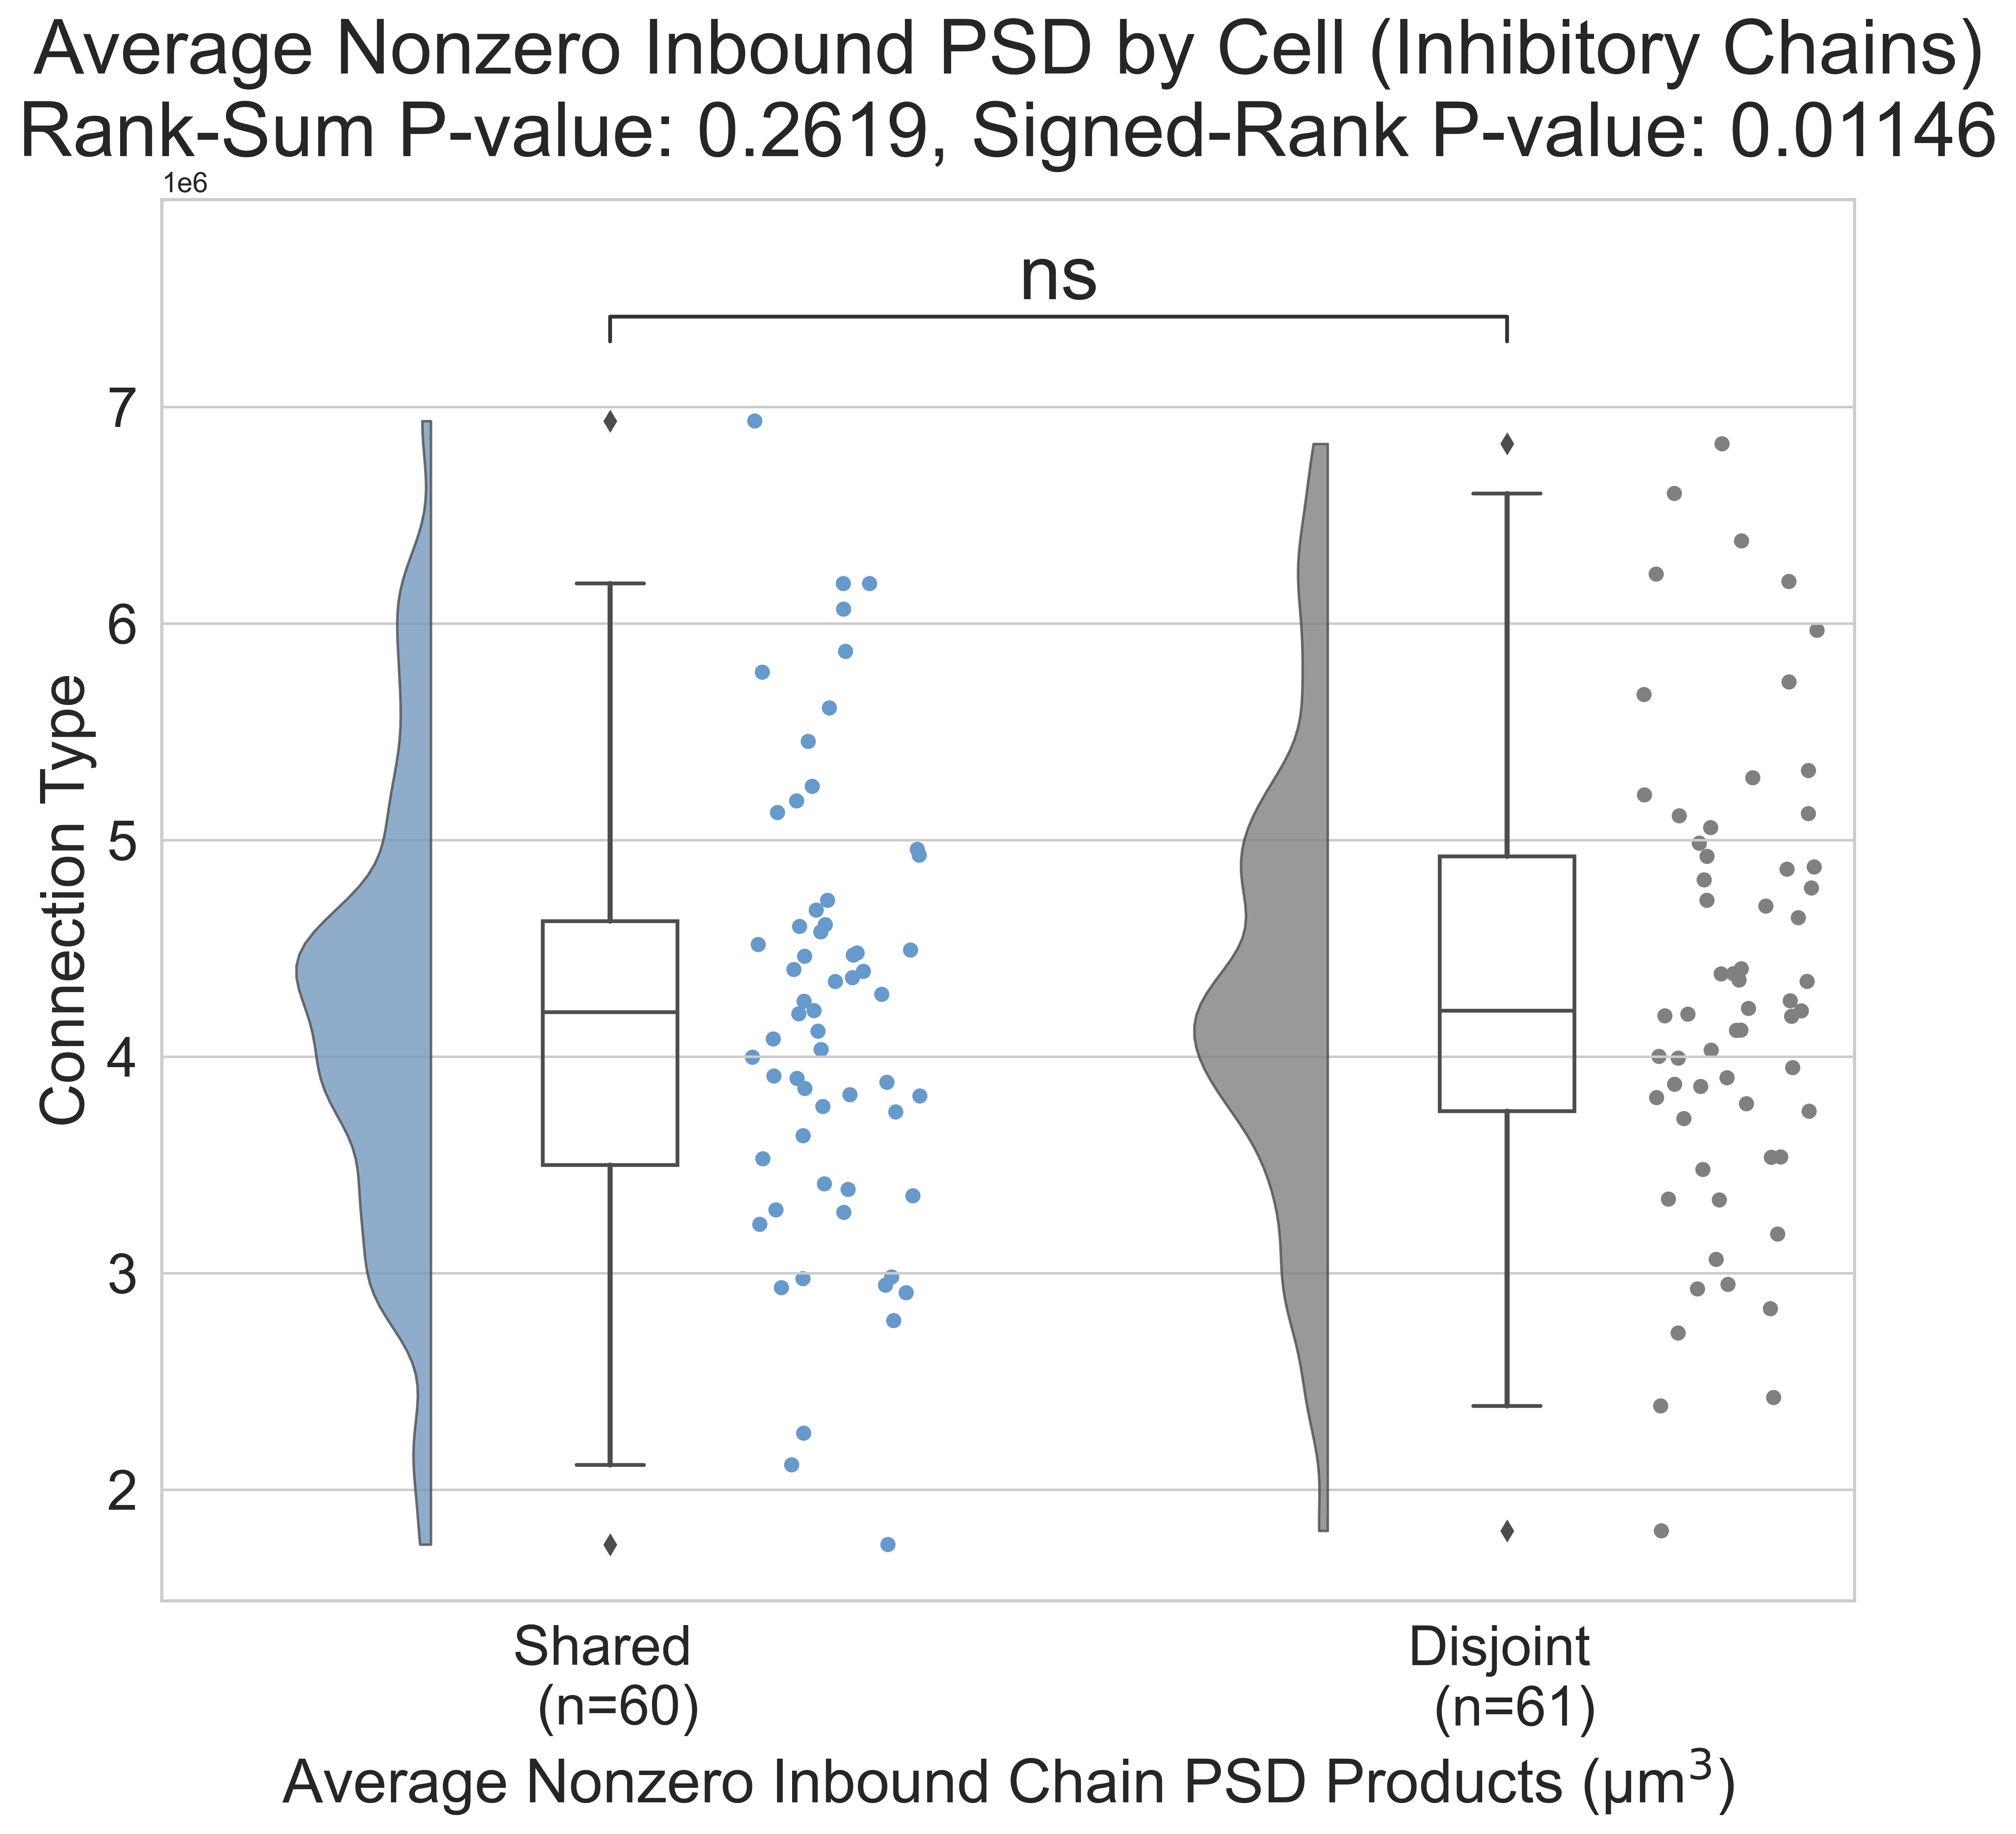 Average Nonzero Inbound PSD by Cell (Inhibitory Chains)
Rank-Sum P-value: 0.2619, Signed-Rank P-value: 0.01146
1e6
ns
7
6
5
4
3
2
Connection Type
Shared
(n=60)
Disjoint
(n=61)
Average Nonzero Inbound Chain PSD Products (μm³)